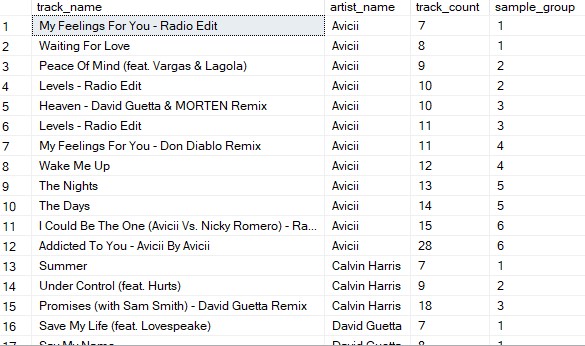 track_name artist_name track_count sample_group
1 My Feelings For You - Radio Edit Avicii 7 1
2 Waiting For Love Avicii 8 1
3 Peace Of Mind (feat. Vargas & Lagola) Avicii 9 2
4 Levels - Radio Edit Avicii 10 2
5 Heaven - David Guetta & MORTEN Remix Avicii 10 3
6 Levels - Radio Edit Avicii 11 3
7 My Feelings For You - Don Diablo Remix Avicii 11 4
8 Wake Me Up Avicii 12 4
9 The Nights Avicii 13 5
10 The Days Avicii 14 5
11 I Could Be The One (Avicii Vs. Nicky Romero) - Ra... Avicii 15 6
12 Addicted To You - Avicii By Avicii Avicii 28 6
13 Summer Calvin Harris 7 1
14 Under Control (feat. Hurts) Calvin Harris 9 2
15 Promises (with Sam Smith) - David Guetta Remix Calvin Harris 18 3
16 Save My Life (feat. Lovespeake) David Guetta 7 1
17 Say My Name David Guetta 8 1